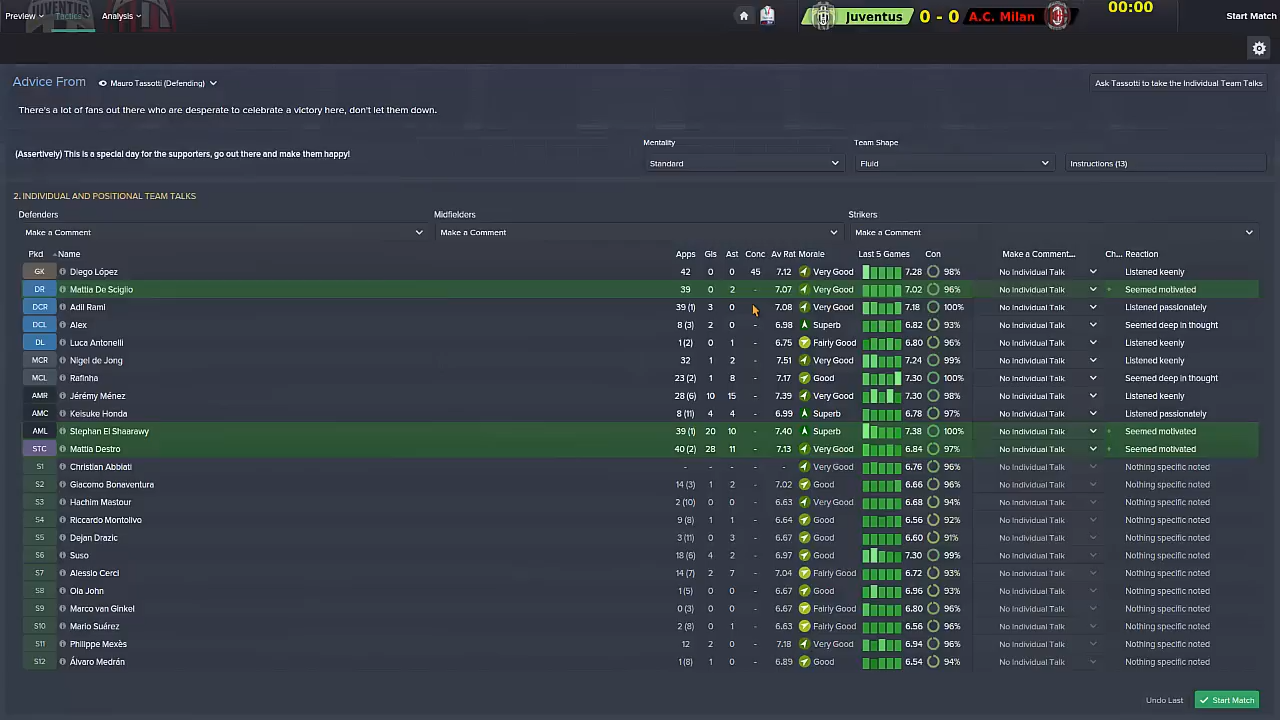 Preview Tactics Analysis Juventus 0 - 0 A.C. Milan 00:00 Start Match
Advice From Mauro Tassotti (Defending) Ask Tassotti to take the Individual Team Talks
There's a lot of fans out there who are desperate to celebrate a victory here, don't let them down.
Mentality Team Shape
(Assertively) This is a special day for the supporters, go out there and make them happy!
Standard Fluid Instructions (13)
2. INDIVIDUAL AND POSITIONAL TEAM TALKS
Defenders Midfielders Strikers
Make a Comment Make a Comment Make a Comment
Pkd Name Apps Gls Ast Conc Av Rat Morale Last 5 Games Con Make a Comment... Ch... Reaction
GK Diego López 42 0 0 45 7.12 Very Good 7.28 98% No Individual Talk Listened keenly
DR Mattia De Sciglio 39 0 2 - 7.07 Very Good 7.02 96% No Individual Talk Seemed motivated
DCR Adil Rami 39 (1) 3 0 - 7.08 Very Good 7.18 100% No Individual Talk Listened passionately
DCL Alex 8 (3) 2 0 - 6.98 Superb 6.82 93% No Individual Talk Seemed deep in thought
DL Luca Antonelli 1 (2) 0 1 - 6.75 Fairly Good 6.80 96% No Individual Talk Listened keenly
MCR Nigel de Jong 32 1 2 - 7.51 Very Good 7.24 99% No Individual Talk Listened keenly
MCL Rafinha 23 (2) 1 8 - 7.17 Good 7.30 100% No Individual Talk Seemed deep in thought
AMR Jérémy Ménez 28 (6) 10 15 - 7.39 Very Good 7.30 98% No Individual Talk Listened keenly
AMC Keisuke Honda 8 (11) 4 4 - 6.99 Superb 6.78 97% No Individual Talk Listened passionately
AML Stephan El Shaarawy 39 (1) 20 10 - 7.40 Superb 7.38 100% No Individual Talk Seemed motivated
STC Mattia Destro 40 (2) 28 11 - 7.13 Very Good 6.84 97% No Individual Talk Seemed motivated
S1 Christian Abbiati - - - - - Very Good 6.76 96% No Individual Talk Nothing specific noted
S2 Giacomo Bonaventura 14 (3) 1 2 - 7.02 Good 6.66 96% No Individual Talk Nothing specific noted
S3 Hachim Mastour 2 (10) 0 0 - 6.63 Very Good 6.68 94% No Individual Talk Nothing specific noted
S4 Riccardo Montolivo 9 (8) 1 1 - 6.64 Good 6.56 92% No Individual Talk Nothing specific noted
S5 Dejan Drazic 3 (11) 0 3 - 6.67 Good 6.60 91% No Individual Talk Nothing specific noted
S6 Suso 18 (6) 4 2 - 6.97 Good 7.30 99% No Individual Talk Nothing specific noted
S7 Alessio Cerci 14 (7) 2 7 - 7.04 Fairly Good 6.72 93% No Individual Talk Nothing specific noted
S8 Ola John 1 (5) 0 0 - 6.67 Good 6.96 93% No Individual Talk Nothing specific noted
S9 Marco van Ginkel 0 (3) 0 0 - 6.67 Fairly Good 6.80 96% No Individual Talk Nothing specific noted
S10 Mario Suárez 2 (8) 0 1 - 6.63 Fairly Good 6.56 96% No Individual Talk Nothing specific noted
S11 Philippe Mexès 12 2 0 - 7.18 Very Good 6.94 96% No Individual Talk Nothing specific noted
S12 Álvaro Medrán 1 (8) 1 0 - 6.89 Good 6.54 94% No Individual Talk Nothing specific noted
Undo Last Start Match